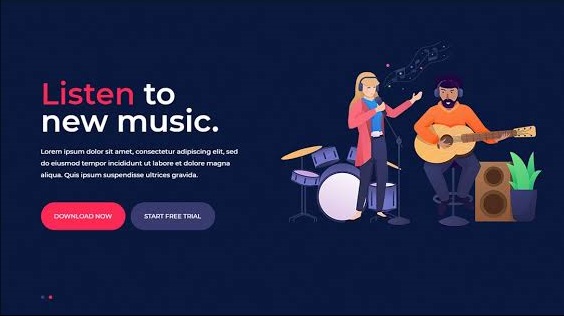 Listen to
new music.
Lorem ipsum dolor sit amet, consectetur adipiscing elit, sed
do eiusmod tempor incididunt ut labore et dolore magna
aliqua. Quis ipsum suspendisse ultrices gravida.
DOWNLOAD NOW
START FREE TRIAL